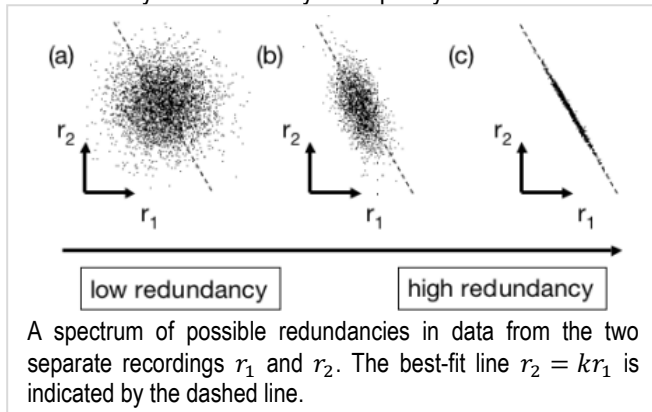 (a)
(b)
(c)
r₂
r₂
r₂
r₁
r₁
r₁
low redundancy
high redundancy
A spectrum of possible redundancies in data from the two
separate recordings 𝑟₁ and 𝑟₂. The best-fit line 𝑟₂ = 𝑘𝑟₁ is
indicated by the dashed line.